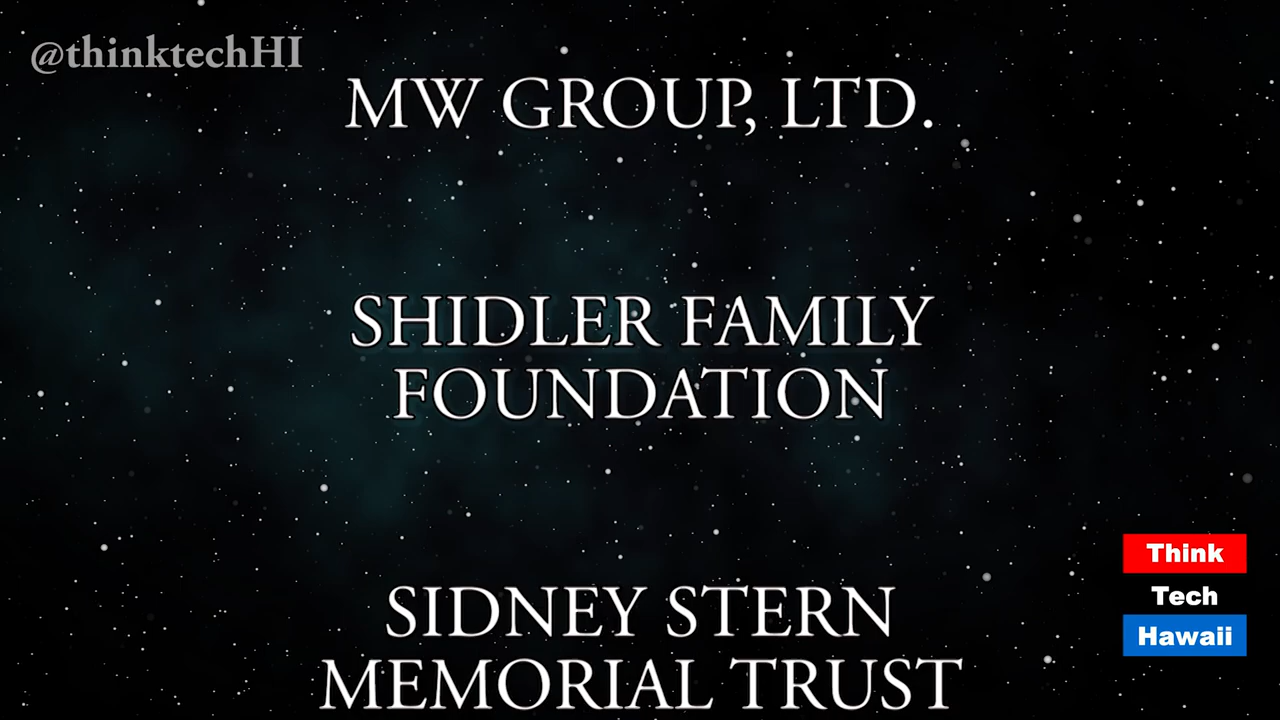 @thinktechHI
MW GROUP, LTD.
SHIDLER FAMILY
FOUNDATION
SIDNEY STERN
MEMORIAL TRUST
Think
Tech
Hawaii